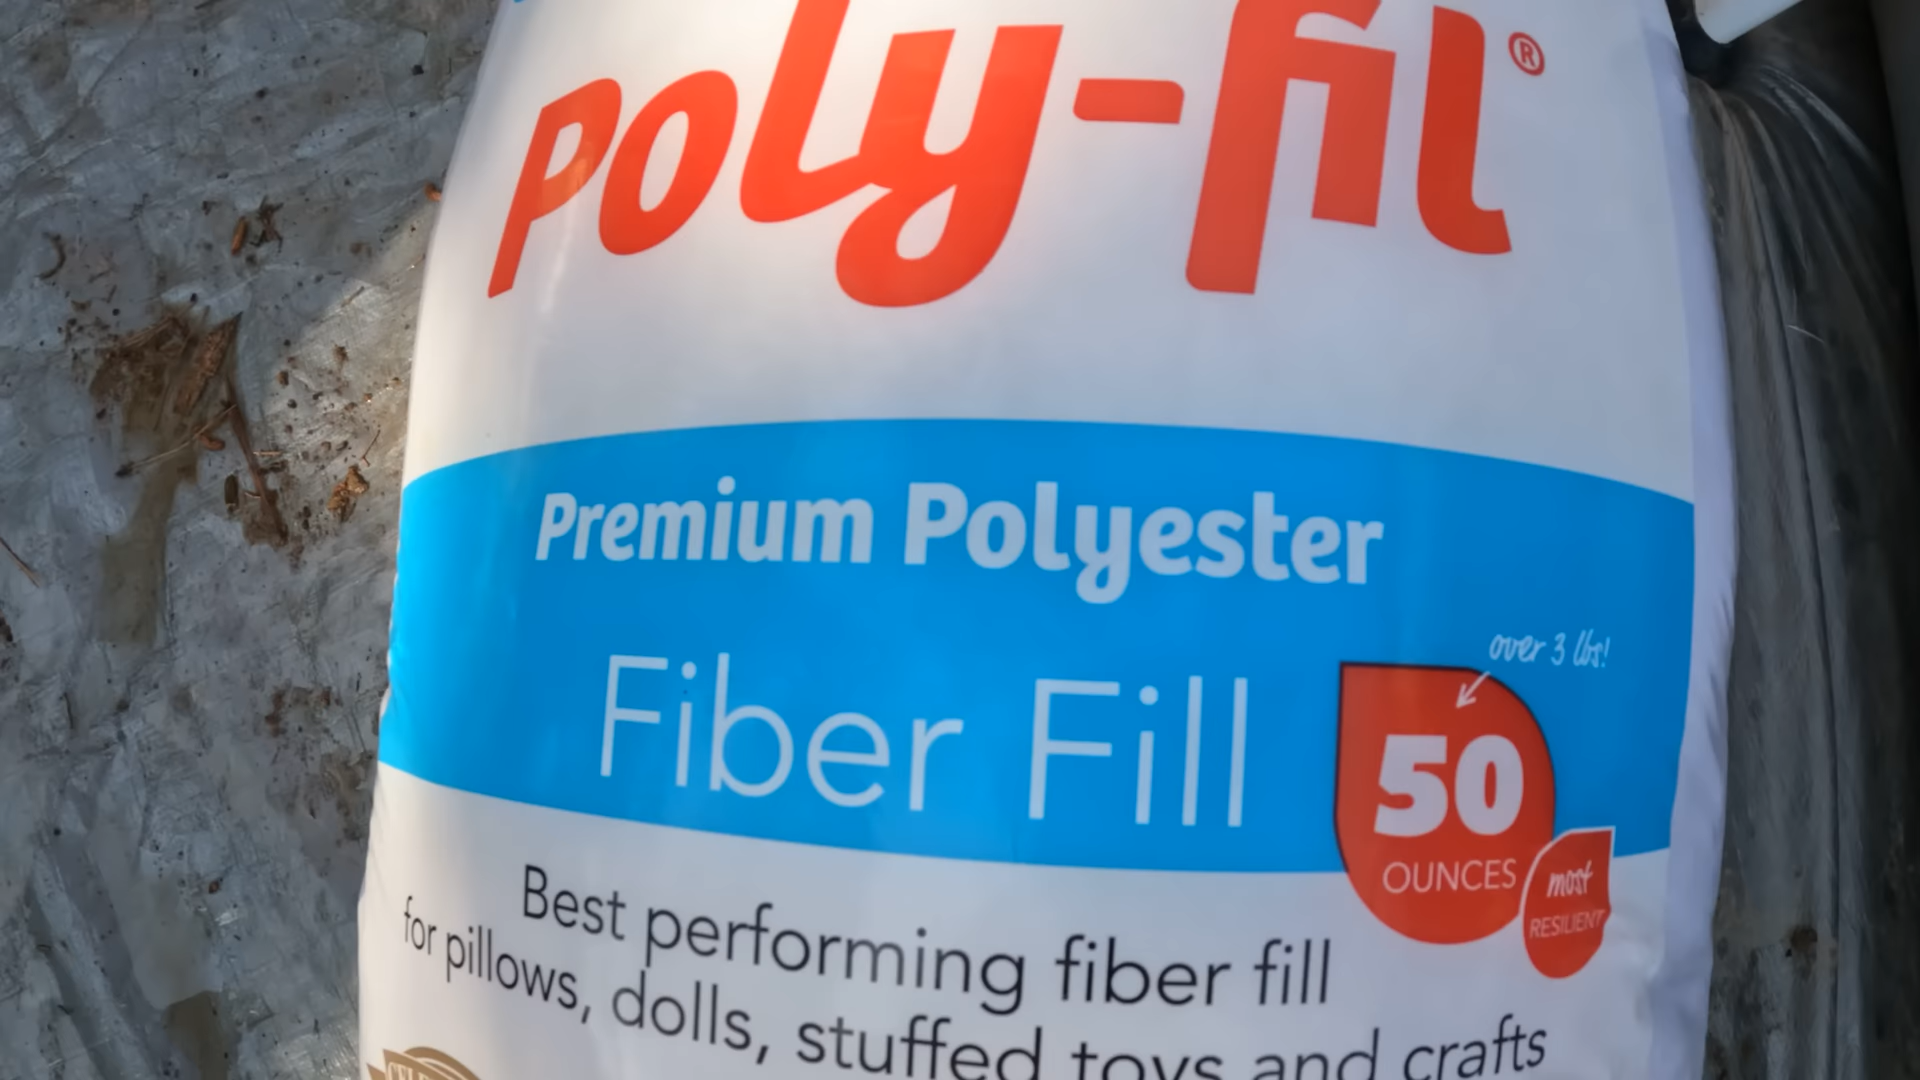 Poly-fil®
Premium Polyester
Fiber Fill
over 3 lbs!
50
OUNCES
most
RESILIENT
Best performing fiber fill
for pillows, dolls, stuffed toys and crafts